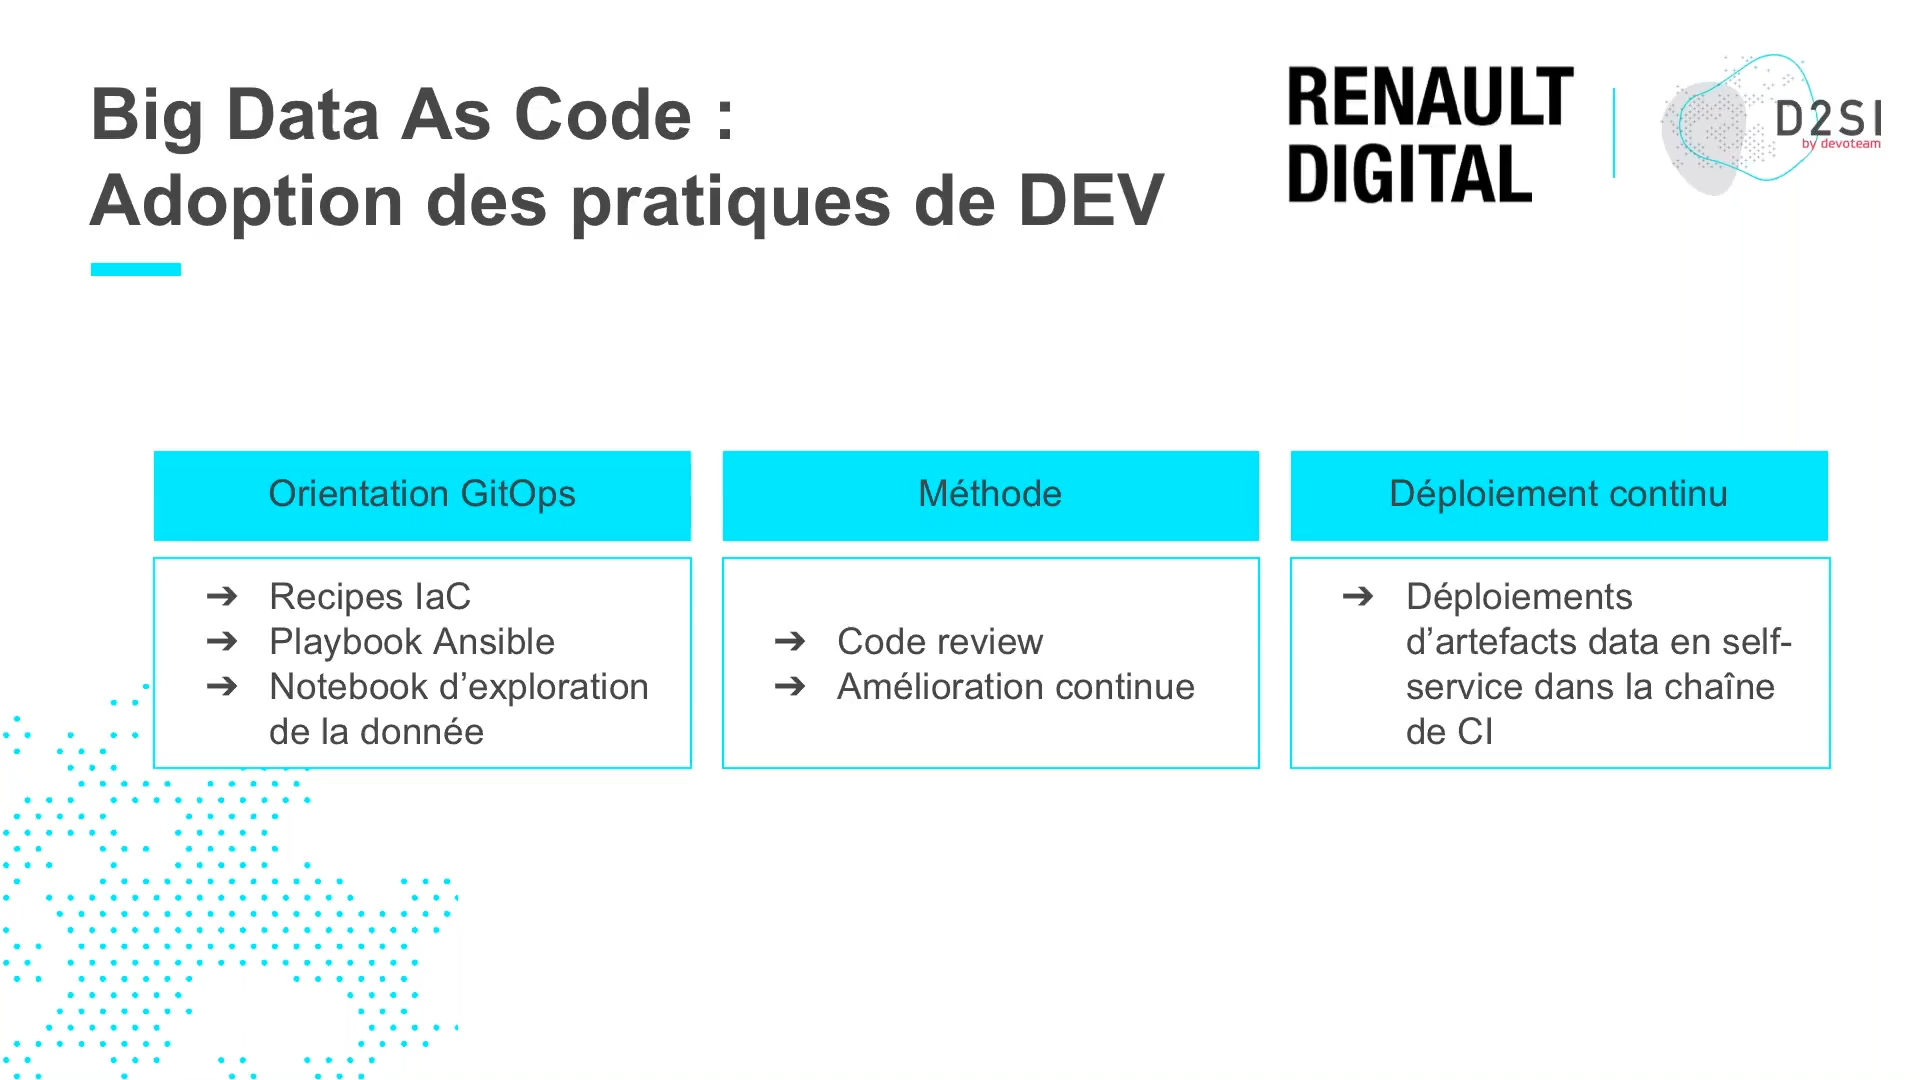 Big Data As Code :
Adoption des pratiques de DEV
RENAULT
DIGITAL
D2SI
by devoteam
Orientation GitOps
➔ Recipes IaC
➔ Playbook Ansible
➔ Notebook d’exploration
de la donnée
Méthode
➔ Code review
➔ Amélioration continue
Déploiement continu
➔ Déploiements
d’artefacts data en self-
service dans la chaîne
de CI